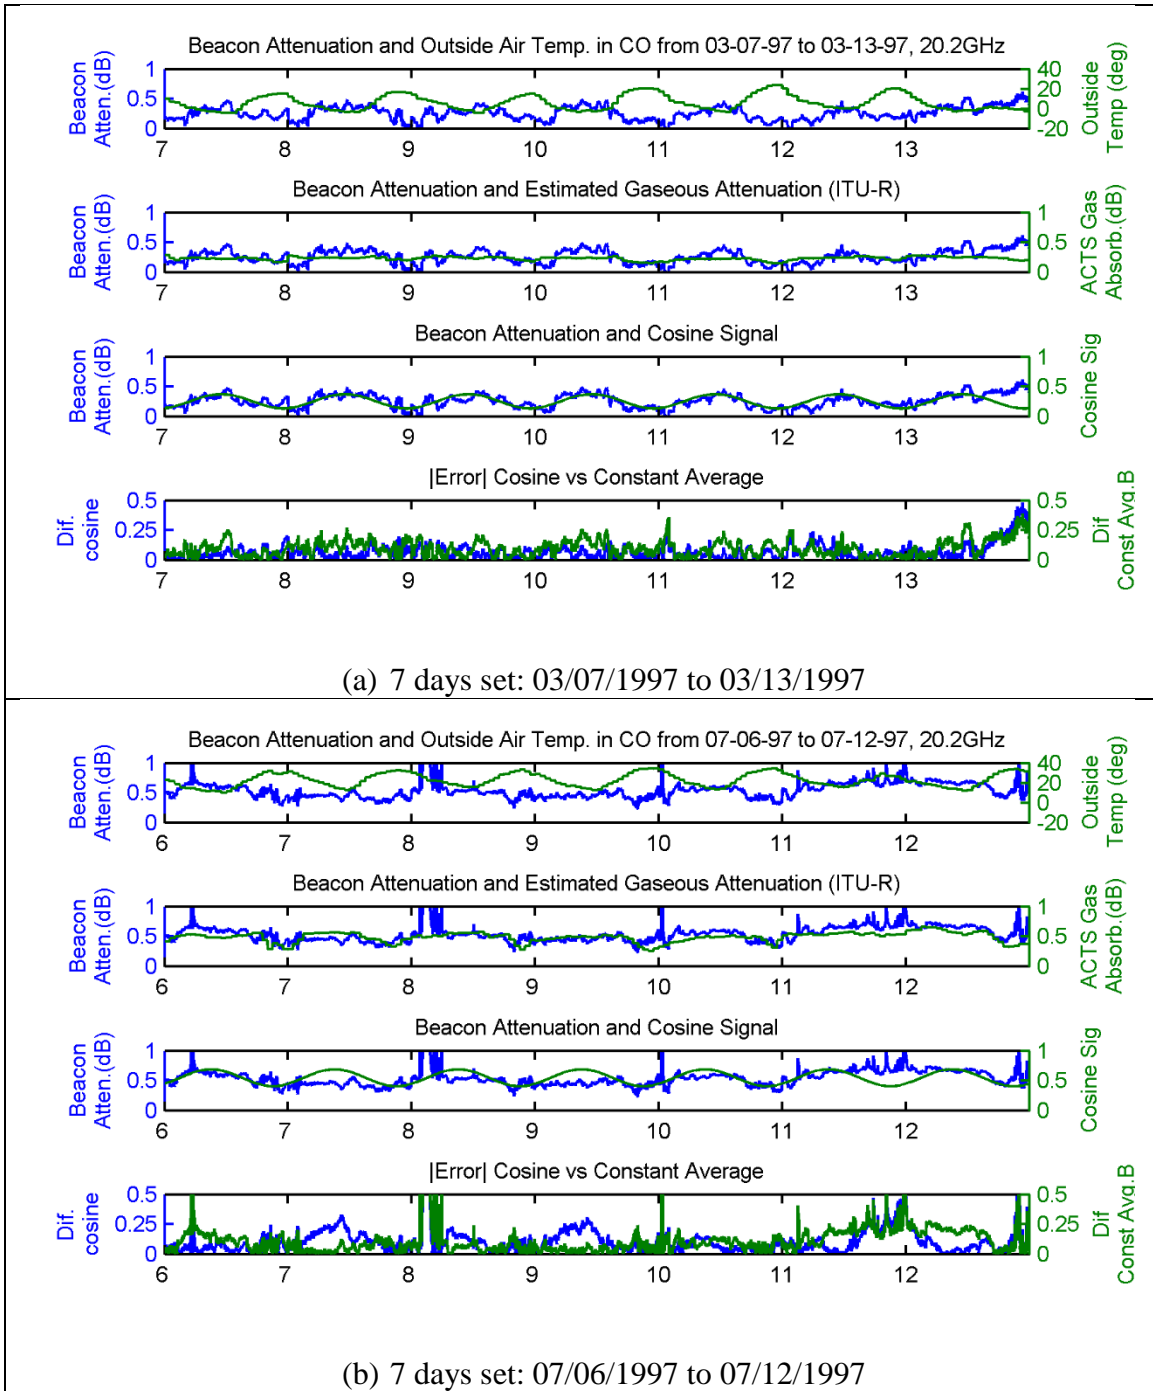 Beacon Attenuation and Outside Air Temp. in CO from 03-07-97 to 03-13-97, 20.2GHz
Beacon
Atten.(dB)
1
0.5
0
40
20
0
-20
Outside
Temp (deg)
7 8 9 10 11 12 13
Beacon Attenuation and Estimated Gaseous Attenuation (ITU-R)
Beacon
Atten.(dB)
1
0.5
0
1
0.5
0
ACTS Gas
Absorb.(dB)
7 8 9 10 11 12 13
Beacon Attenuation and Cosine Signal
Beacon
Atten.(dB)
1
0.5
0
1
0.5
0
Cosine Sig
7 8 9 10 11 12 13
|Error| Cosine vs Constant Average
Dif.
cosine
0.5
0.25
0
0.5
0.25
0
Dif
Const Avg.B
7 8 9 10 11 12 13
(a) 7 days set: 03/07/1997 to 03/13/1997
Beacon Attenuation and Outside Air Temp. in CO from 07-06-97 to 07-12-97, 20.2GHz
Beacon
Atten.(dB)
1
0.5
0
40
20
0
-20
Outside
Temp (deg)
6 7 8 9 10 11 12
Beacon Attenuation and Estimated Gaseous Attenuation (ITU-R)
Beacon
Atten.(dB)
1
0.5
0
1
0.5
0
ACTS Gas
Absorb.(dB)
6 7 8 9 10 11 12
Beacon Attenuation and Cosine Signal
Beacon
Atten.(dB)
1
0.5
0
1
0.5
0
Cosine Sig
6 7 8 9 10 11 12
|Error| Cosine vs Constant Average
Dif.
cosine
0.5
0.25
0
0.5
0.25
0
Dif
Const Avg.B
6 7 8 9 10 11 12
(b) 7 days set: 07/06/1997 to 07/12/1997